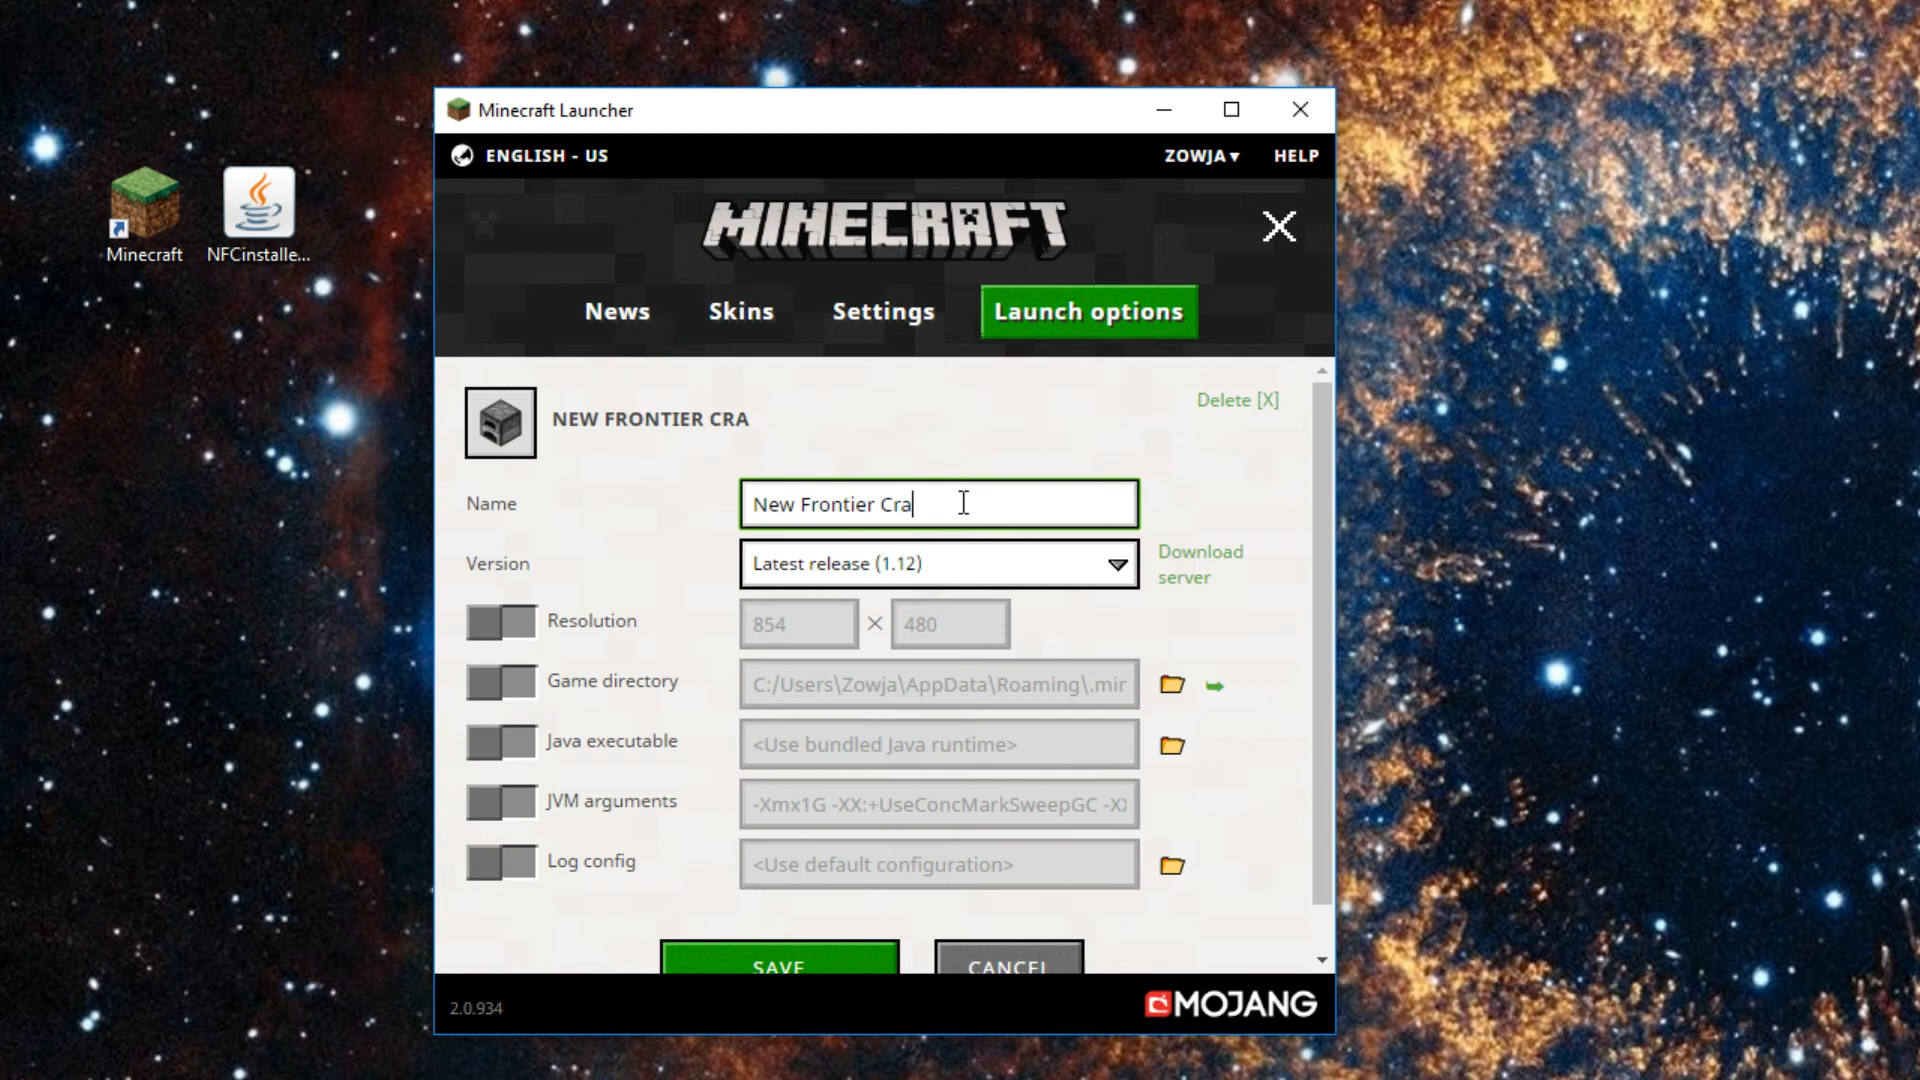 Minecraft Launcher
ENGLISH - US
ZOWJA▼ HELP
MINECRAFT
News Skins Settings Launch options
Minecraft
NFCinstalle...
NEW FRONTIER CRA
Delete [X]
Name New Frontier Cra
Version Latest release (1.12) Download server
Resolution 854 × 480
Game directory C:/Users\Zowja\AppData\Roaming\.mir
Java executable <Use bundled Java runtime>
JVM arguments -Xmx1G -XX:+UseConcMarkSweepGC -XX
Log config <Use default configuration>
SAVE CANCEL
2.0.934
MOJANG